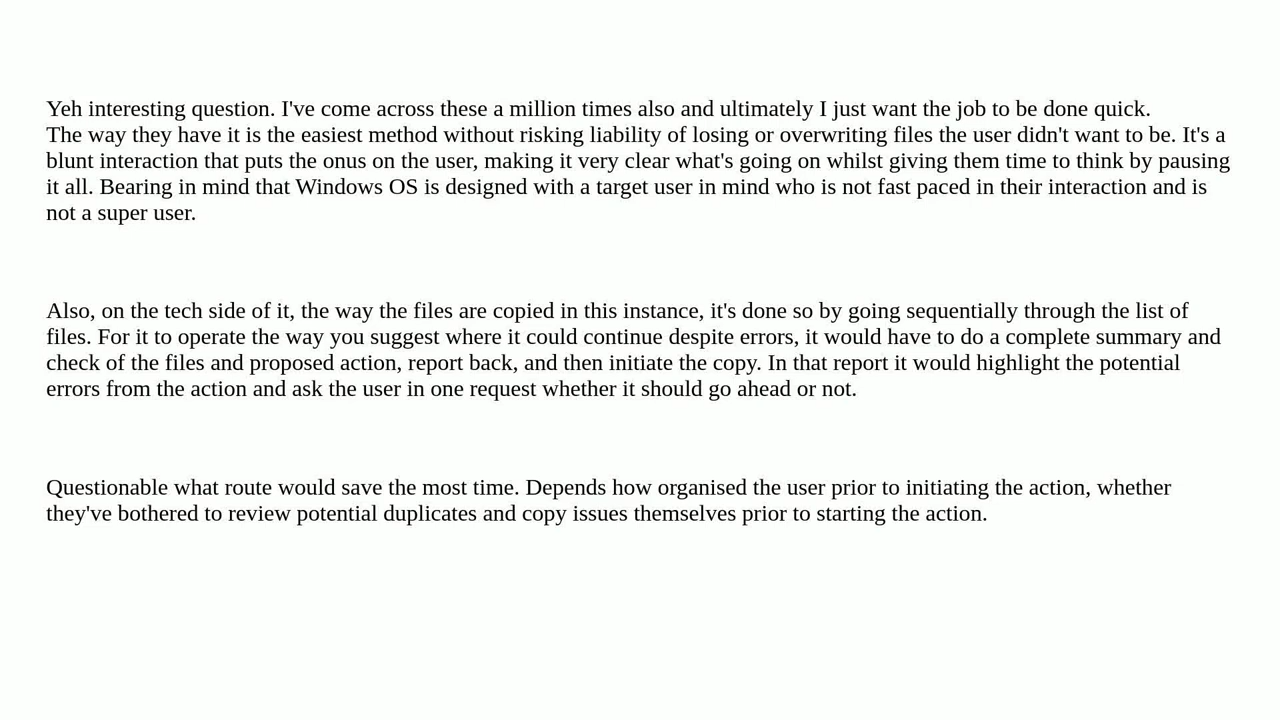 Yeh interesting question. I've come across these a million times also and ultimately I just want the job to be done quick.
The way they have it is the easiest method without risking liability of losing or overwriting files the user didn't want to be. It's a
blunt interaction that puts the onus on the user, making it very clear what's going on whilst giving them time to think by pausing
it all. Bearing in mind that Windows OS is designed with a target user in mind who is not fast paced in their interaction and is
not a super user.
Also, on the tech side of it, the way the files are copied in this instance, it's done so by going sequentially through the list of
files. For it to operate the way you suggest where it could continue despite errors, it would have to do a complete summary and
check of the files and proposed action, report back, and then initiate the copy. In that report it would highlight the potential
errors from the action and ask the user in one request whether it should go ahead or not.
Questionable what route would save the most time. Depends how organised the user prior to initiating the action, whether
they've bothered to review potential duplicates and copy issues themselves prior to starting the action.